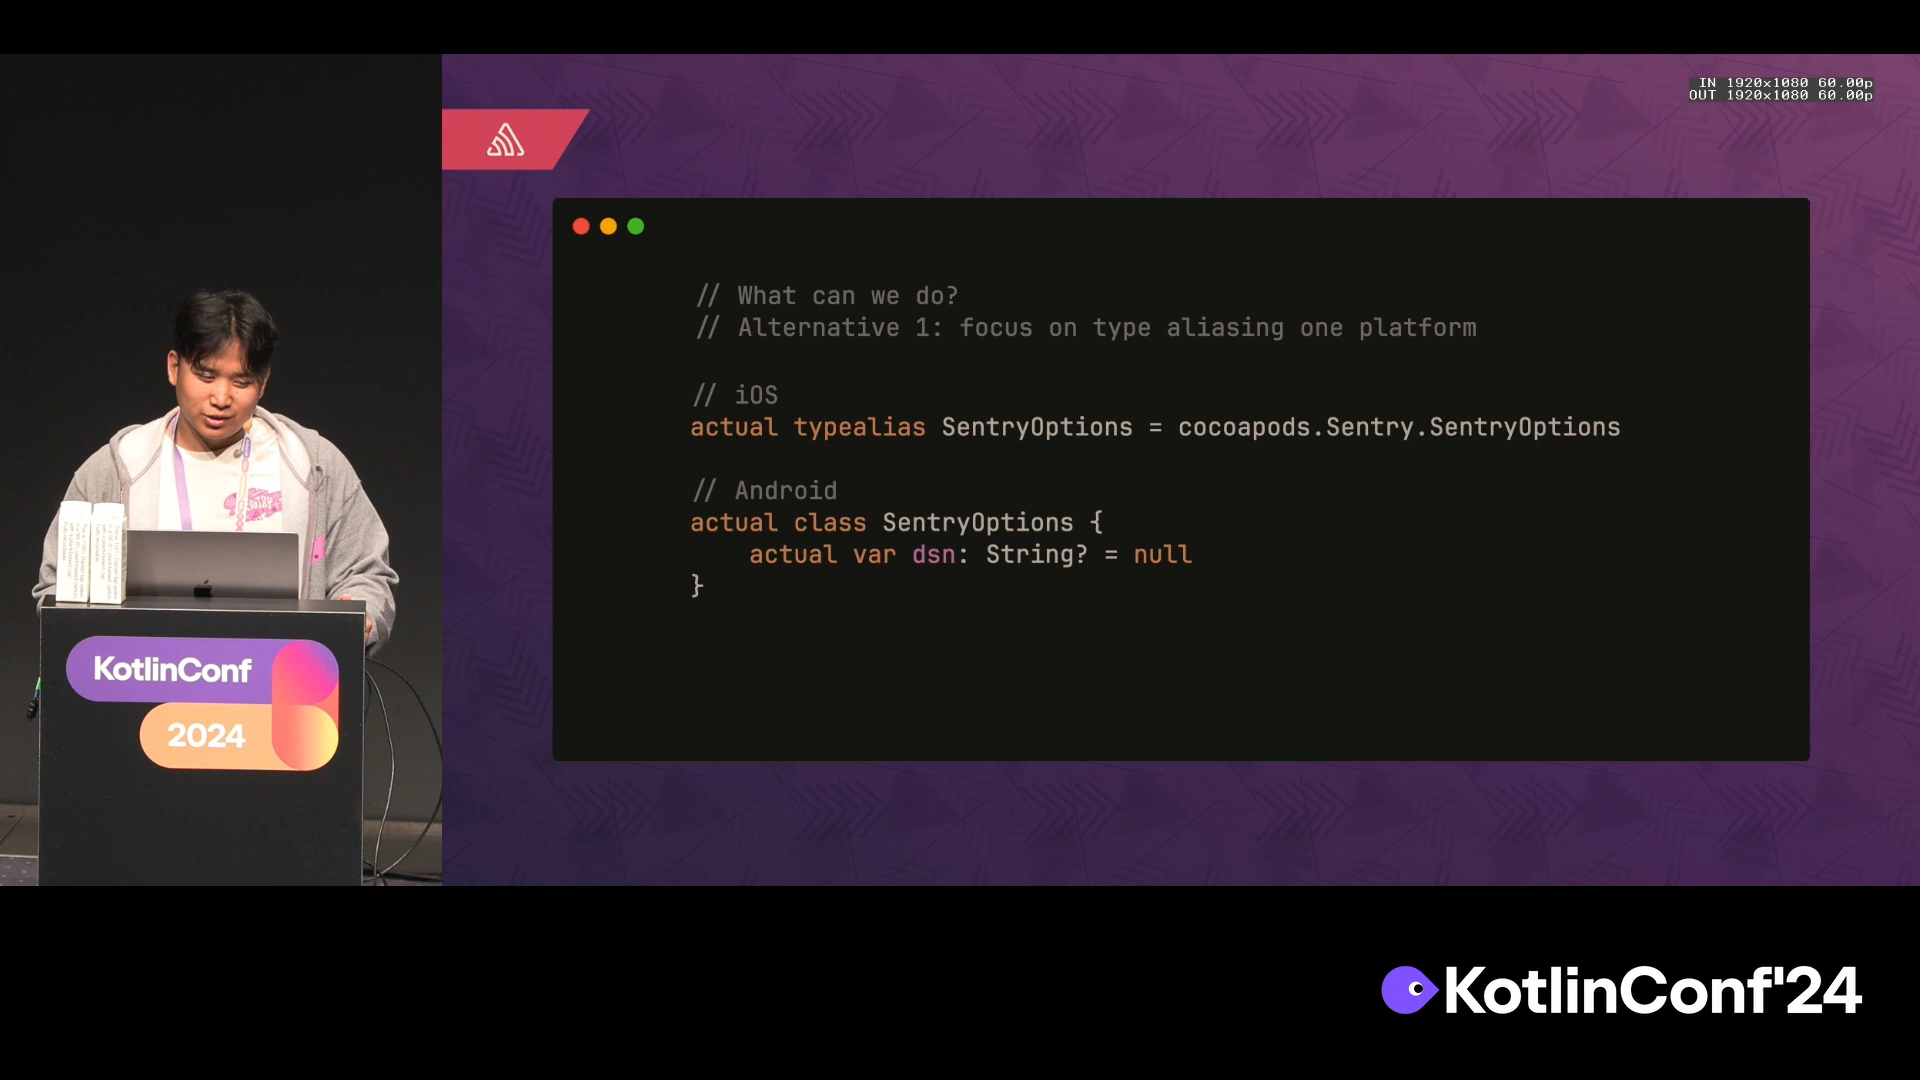 IN 1920x1080 60.00p
OUT 1920x1080 60.00p
// What can we do?
// Alternative 1: focus on type aliasing one platform
// iOS
actual typealias SentryOptions = cocoapods.Sentry.SentryOptions
// Android
actual class SentryOptions {
    actual var dsn: String? = null
}
KotlinConf
2024
KotlinConf'24